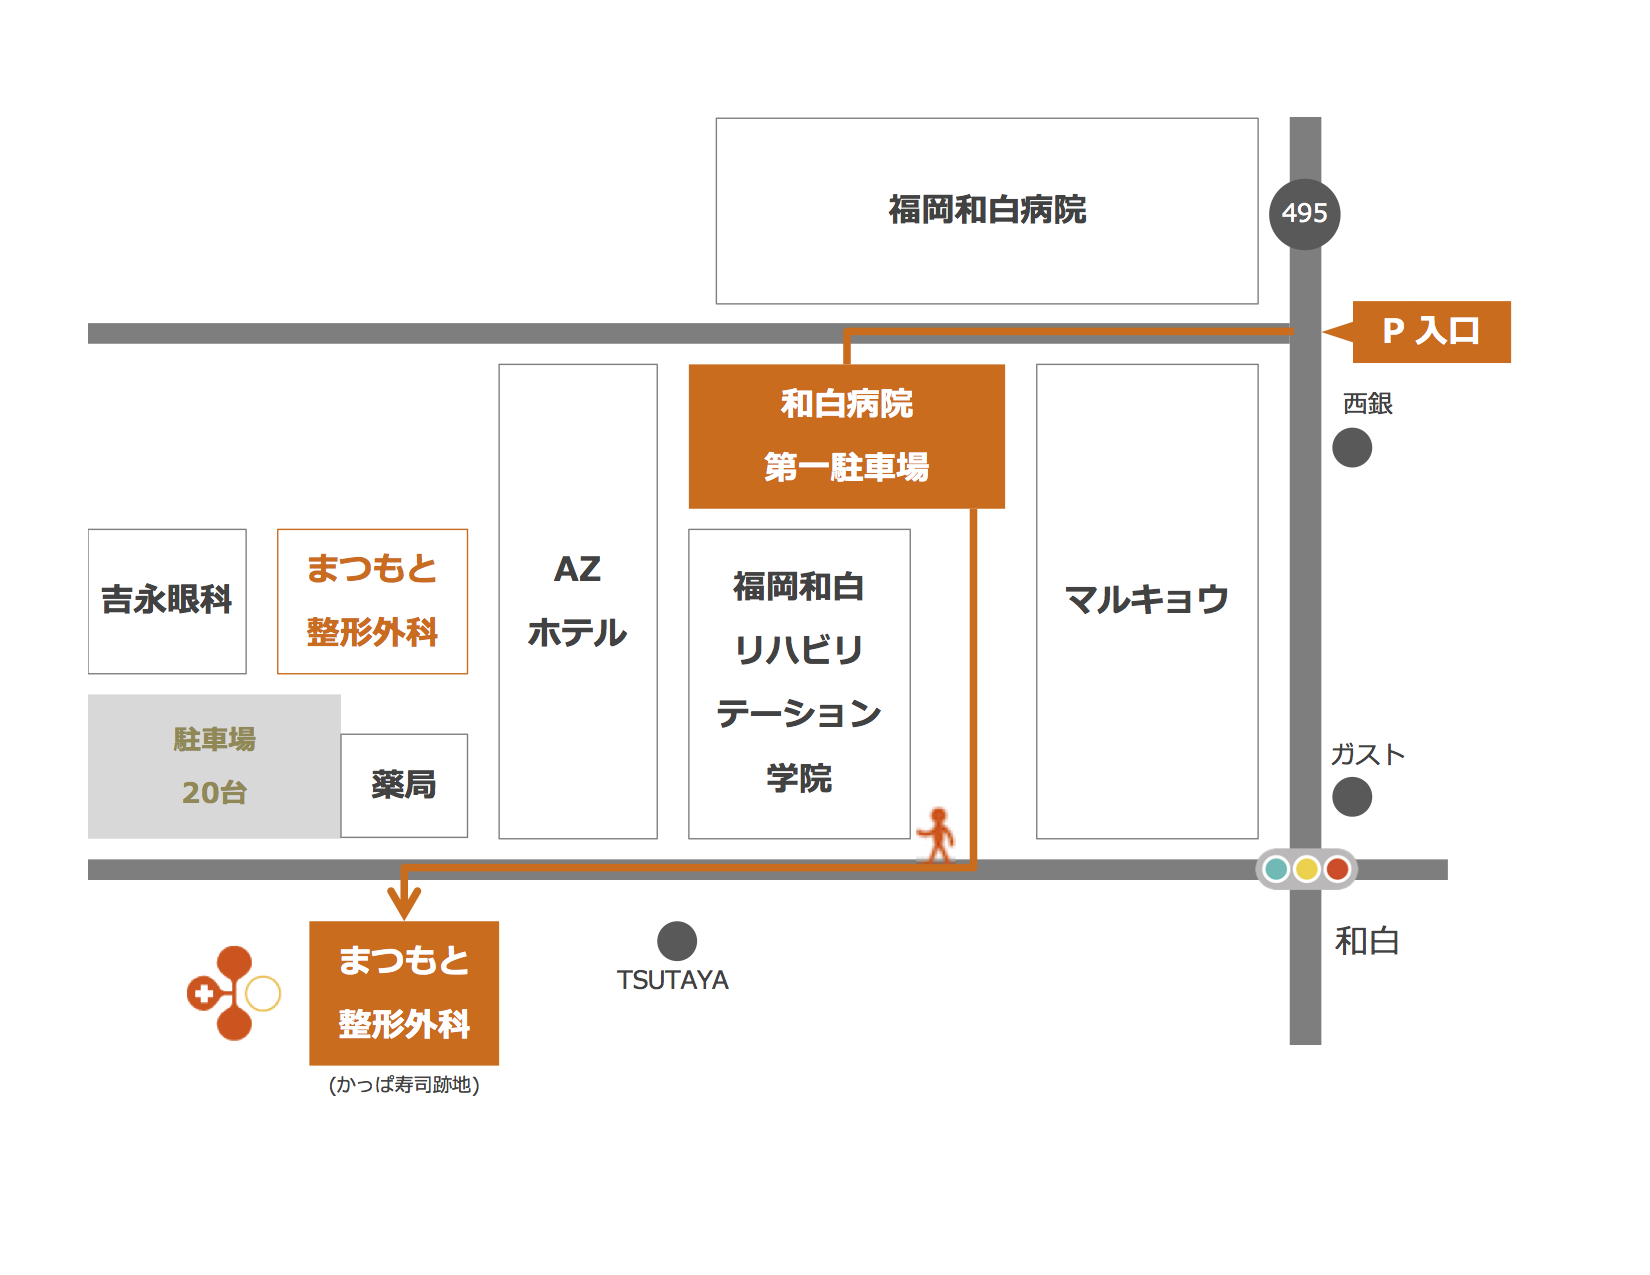 福岡和白病院
495
P 入口
和白病院
第一駐車場
西銀
吉永眼科
まつもと
整形外科
AZ
ホテル
福岡和白
リハビリ
テーション
学院
マルキョウ
駐車場
20台
薬局
ガスト
和白
TSUTAYA
まつもと
整形外科
(かっぱ寿司跡地)